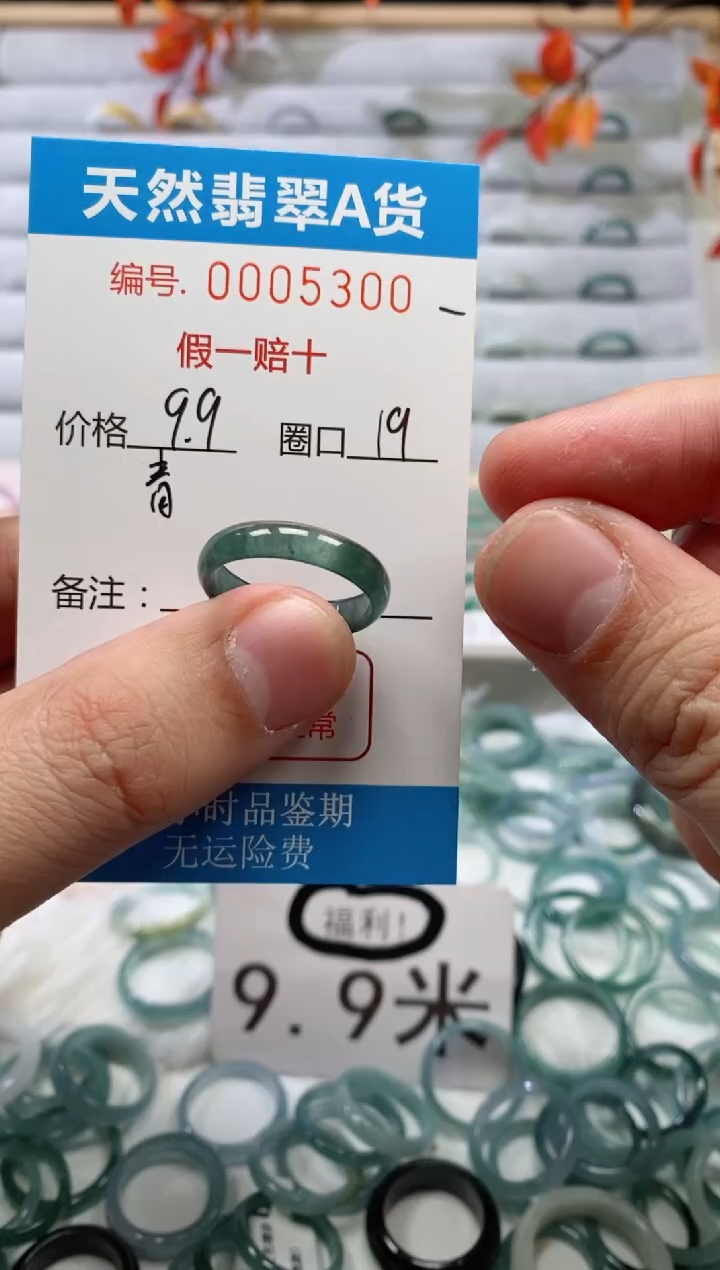 天然翡翠A货
编号. 0005300
假一赔十
价格 9.9 圈口 19
青
备注：
常
时品鉴期
无运险费
福利！
9.9米